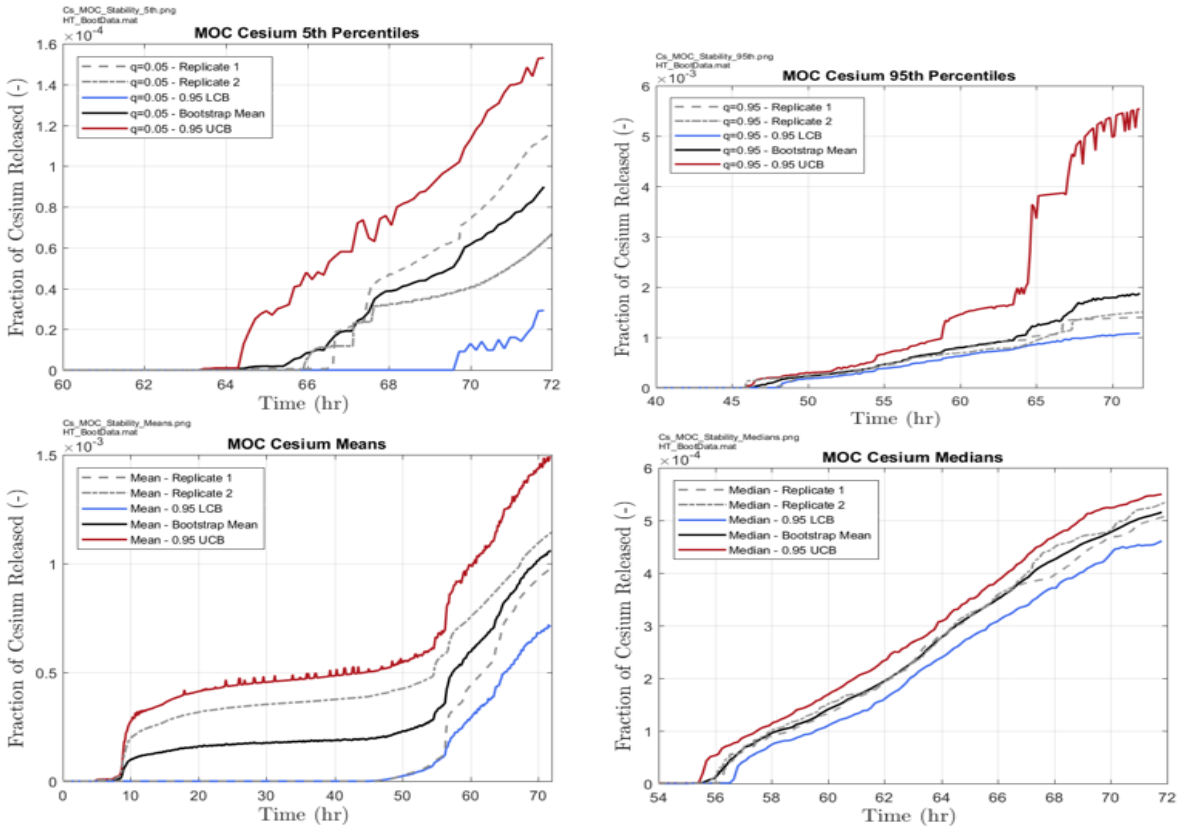 Cs_MOC_Stability_5th.png
HT_BootData.mat
MOC Cesium 5th Percentiles
×10⁻⁴
1.6
1.4
1.2
1
0.8
0.6
0.4
0.2
0
Fraction of Cesium Released (-)
q=0.05 - Replicate 1
q=0.05 - Replicate 2
q=0.05 - 0.95 LCB
q=0.05 - Bootstrap Mean
q=0.05 - 0.95 UCB
60 62 64 66 68 70 72
Time (hr)
Cs_MOC_Stability_95th.png
HT_BootData.mat
MOC Cesium 95th Percentiles
×10⁻³
6
5
4
3
2
1
0
Fraction of Cesium Released (-)
q=0.95 - Replicate 1
q=0.95 - Replicate 2
q=0.95 - 0.95 LCB
q=0.95 - Bootstrap Mean
q=0.95 - 0.95 UCB
40 45 50 55 60 65 70
Time (hr)
Cs_MOC_Stability_Means.png
HT_BootData.mat
MOC Cesium Means
×10⁻³
1.5
1
0.5
0
Fraction of Cesium Released (-)
Mean - Replicate 1
Mean - Replicate 2
Mean - 0.95 LCB
Mean - Bootstrap Mean
Mean - 0.95 UCB
0 10 20 30 40 50 60 70
Time (hr)
Cs_MOC_Stability_Medians.png
HT_BootData.mat
MOC Cesium Medians
×10⁻⁴
6
5
4
3
2
1
0
Fraction of Cesium Released (-)
Median - Replicate 1
Median - Replicate 2
Median - 0.95 LCB
Median - Bootstrap Mean
Median - 0.95 UCB
54 56 58 60 62 64 66 68 70 72
Time (hr)